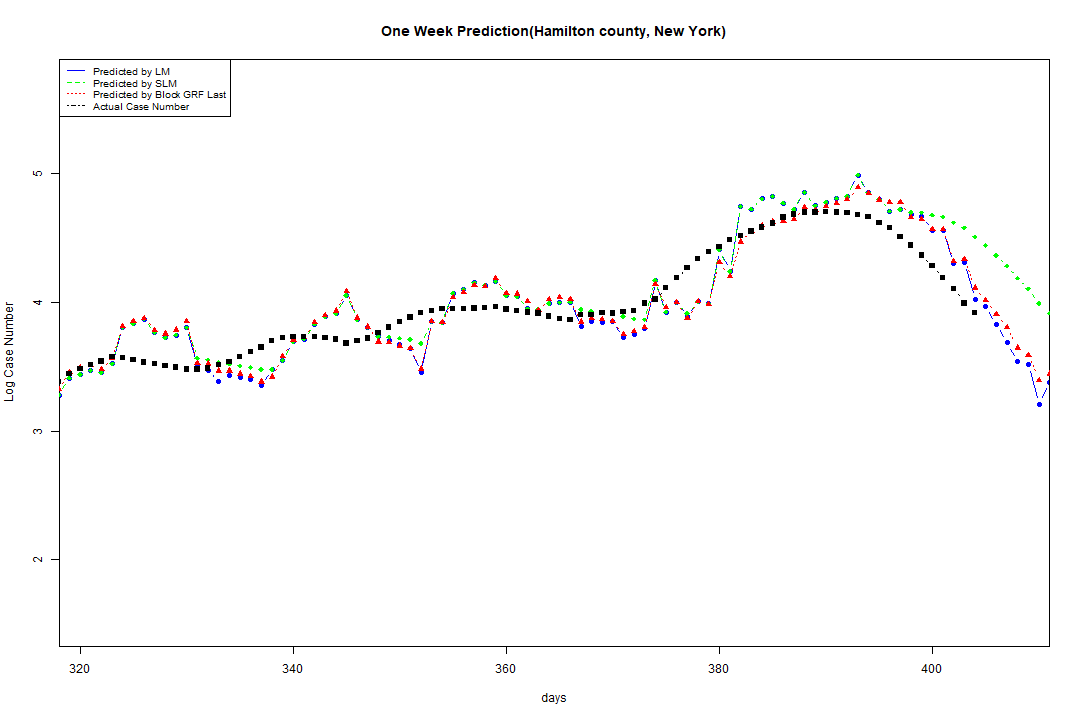 One Week Prediction(Hamilton county, New York)
Predicted by LM
Predicted by SLM
Predicted by Block GRF Last
Actual Case Number
Log Case Number
5
4
3
2
320 340 360 380 400
days